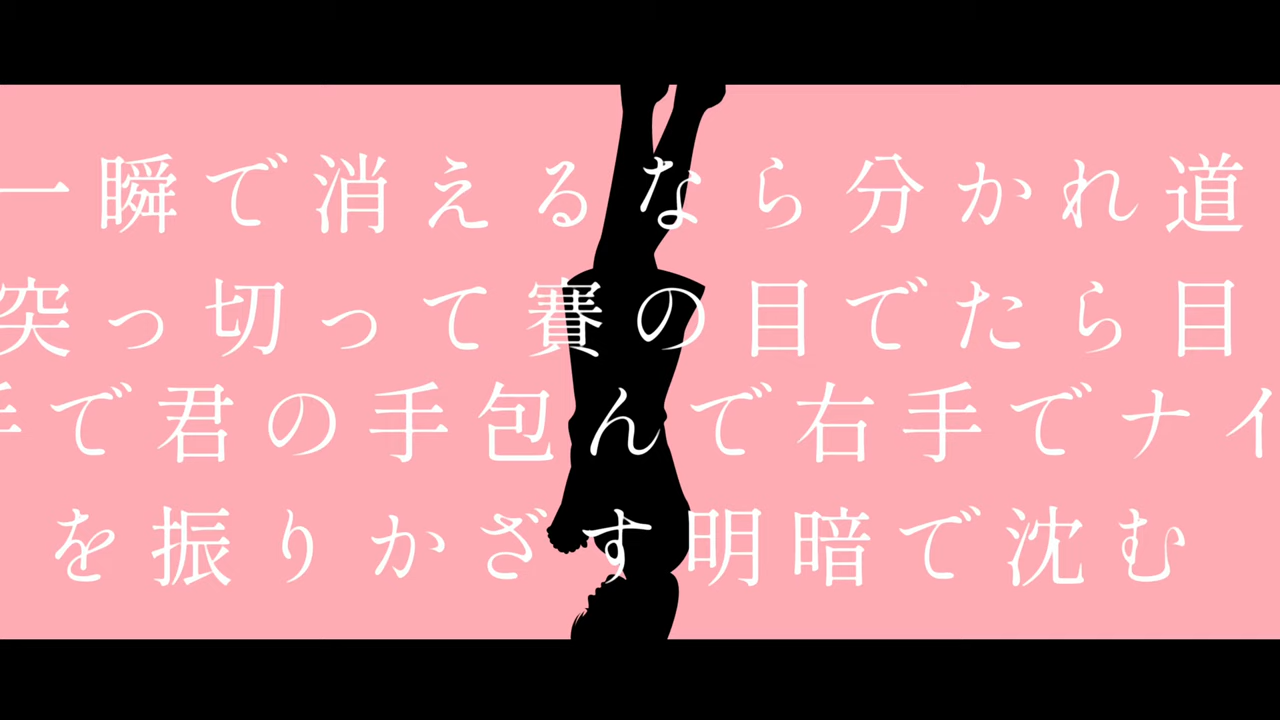 一瞬で消えるなら分かれ道
突っ切って賽の目でたら目
手で君の手包んで右手でナイ
を振りかざす明暗で沈む